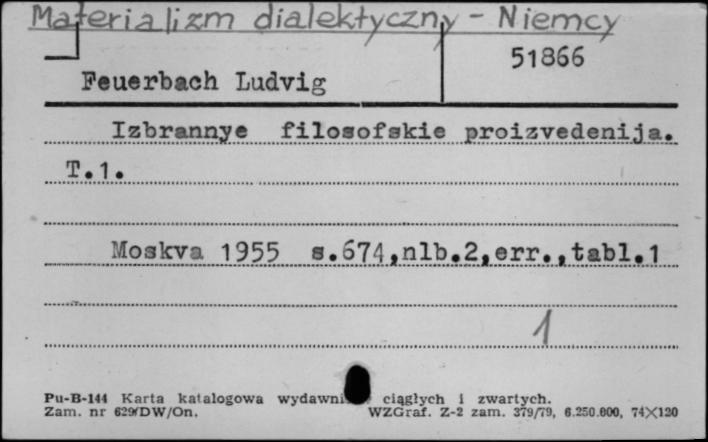 Materializm dialektyczny - Niemcy
51866
Feuerbach Ludvig
Izbrannye filosofskie proizvedenija.
T.1.
Moskva 1955 s.674,nlb.2,err.,tabl.1
1
Pu-B-144 Karta katalogowa wydawni ciągłych i zwartych.
Zam. nr 629/DW/On. WZGraf. Z-2 zam. 379/79, 6.250.000, 74×120